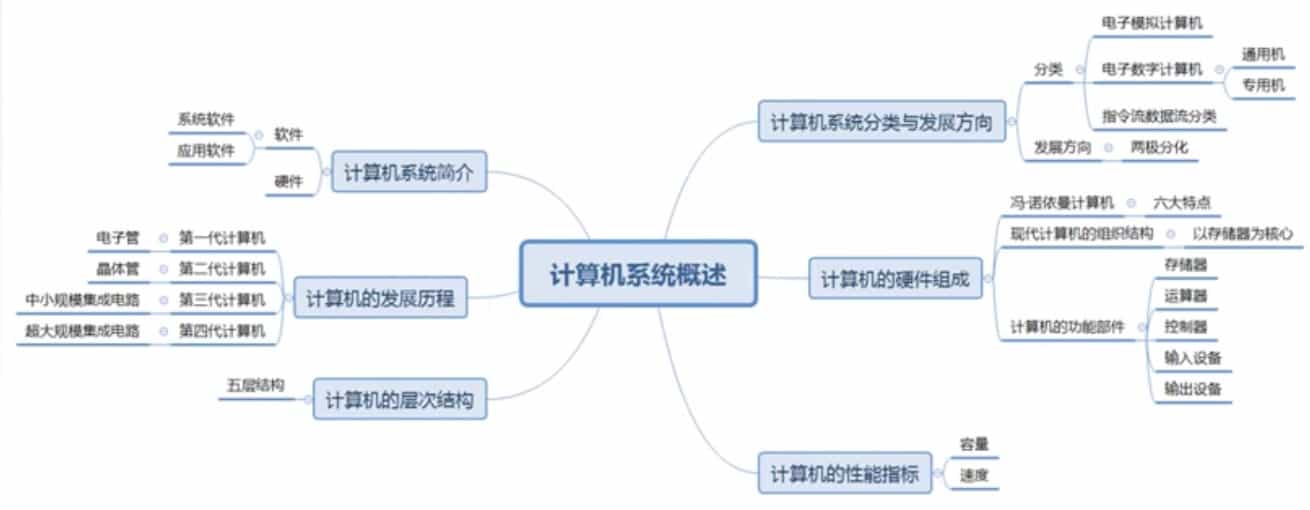 计算机系统概述
计算机系统简介
软件
系统软件
应用软件
硬件
计算机的发展历程
第一代计算机
电子管
第二代计算机
晶体管
第三代计算机
中小规模集成电路
第四代计算机
超大规模集成电路
计算机的层次结构
五层结构
计算机系统分类与发展方向
分类
电子模拟计算机
电子数字计算机
通用机
专用机
指令流数据流分类
发展方向
两极分化
计算机的硬件组成
冯·诺依曼计算机
六大特点
现代计算机的组织结构
以存储器为核心
计算机的功能部件
存储器
运算器
控制器
输入设备
输出设备
计算机的性能指标
容量
速度